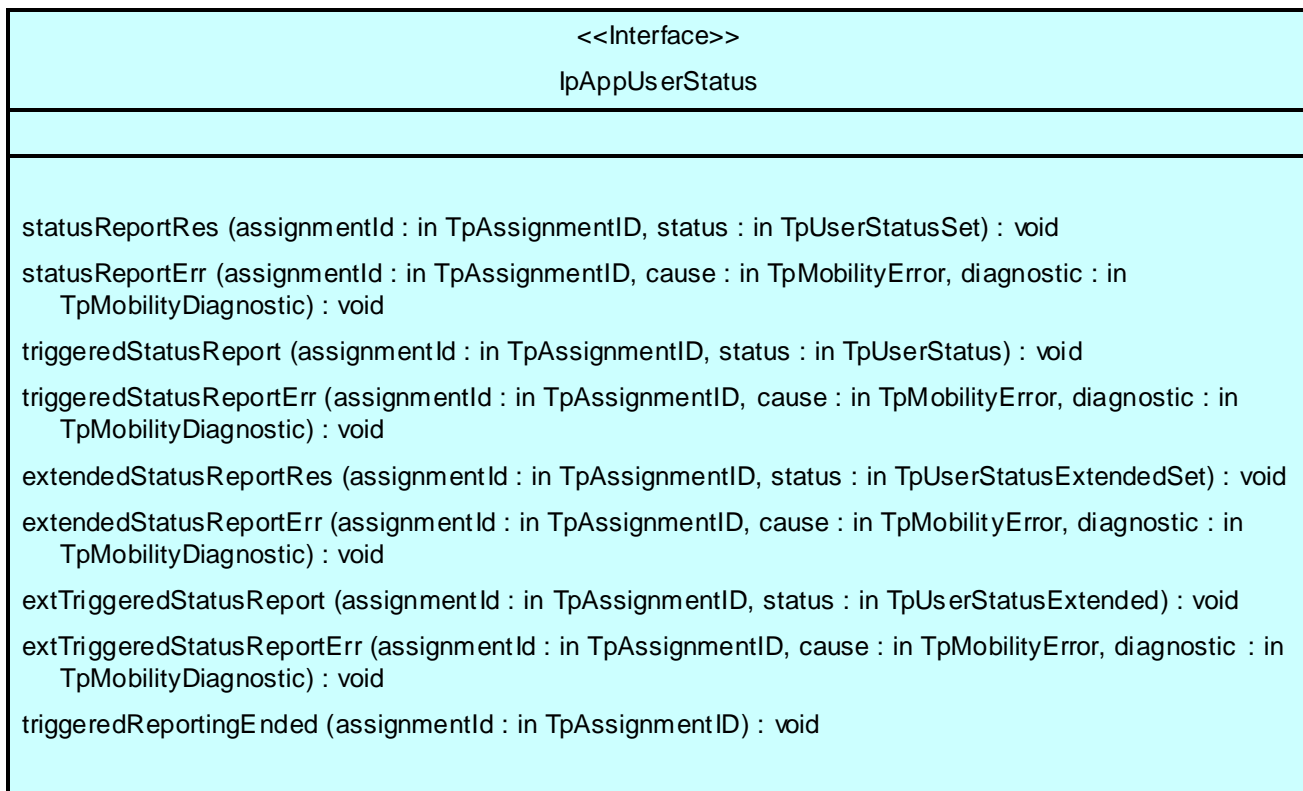 <<Interface>>
IpAppUserStatus
statusReportRes (assignmentId : in TpAssignmentID, status : in TpUserStatusSet) : void
statusReportErr (assignmentId : in TpAssignmentID, cause : in TpMobilityError, diagnostic : in
TpMobilityDiagnostic) : void
triggeredStatusReport (assignmentId : in TpAssignmentID, status : in TpUserStatus) : void
triggeredStatusReportErr (assignmentId : in TpAssignmentID, cause : in TpMobilityError, diagnostic : in
TpMobilityDiagnostic) : void
extendedStatusReportRes (assignmentId : in TpAssignmentID, status : in TpUserStatusExtendedSet) : void
extendedStatusReportErr (assignmentId : in TpAssignmentID, cause : in TpMobilityError, diagnostic : in
TpMobilityDiagnostic) : void
extTriggeredStatusReport (assignmentId : in TpAssignmentID, status : in TpUserStatusExtended) : void
extTriggeredStatusReportErr (assignmentId : in TpAssignmentID, cause : in TpMobilityError, diagnostic : in
TpMobilityDiagnostic) : void
triggeredReportingEnded (assignmentId : in TpAssignmentID) : void